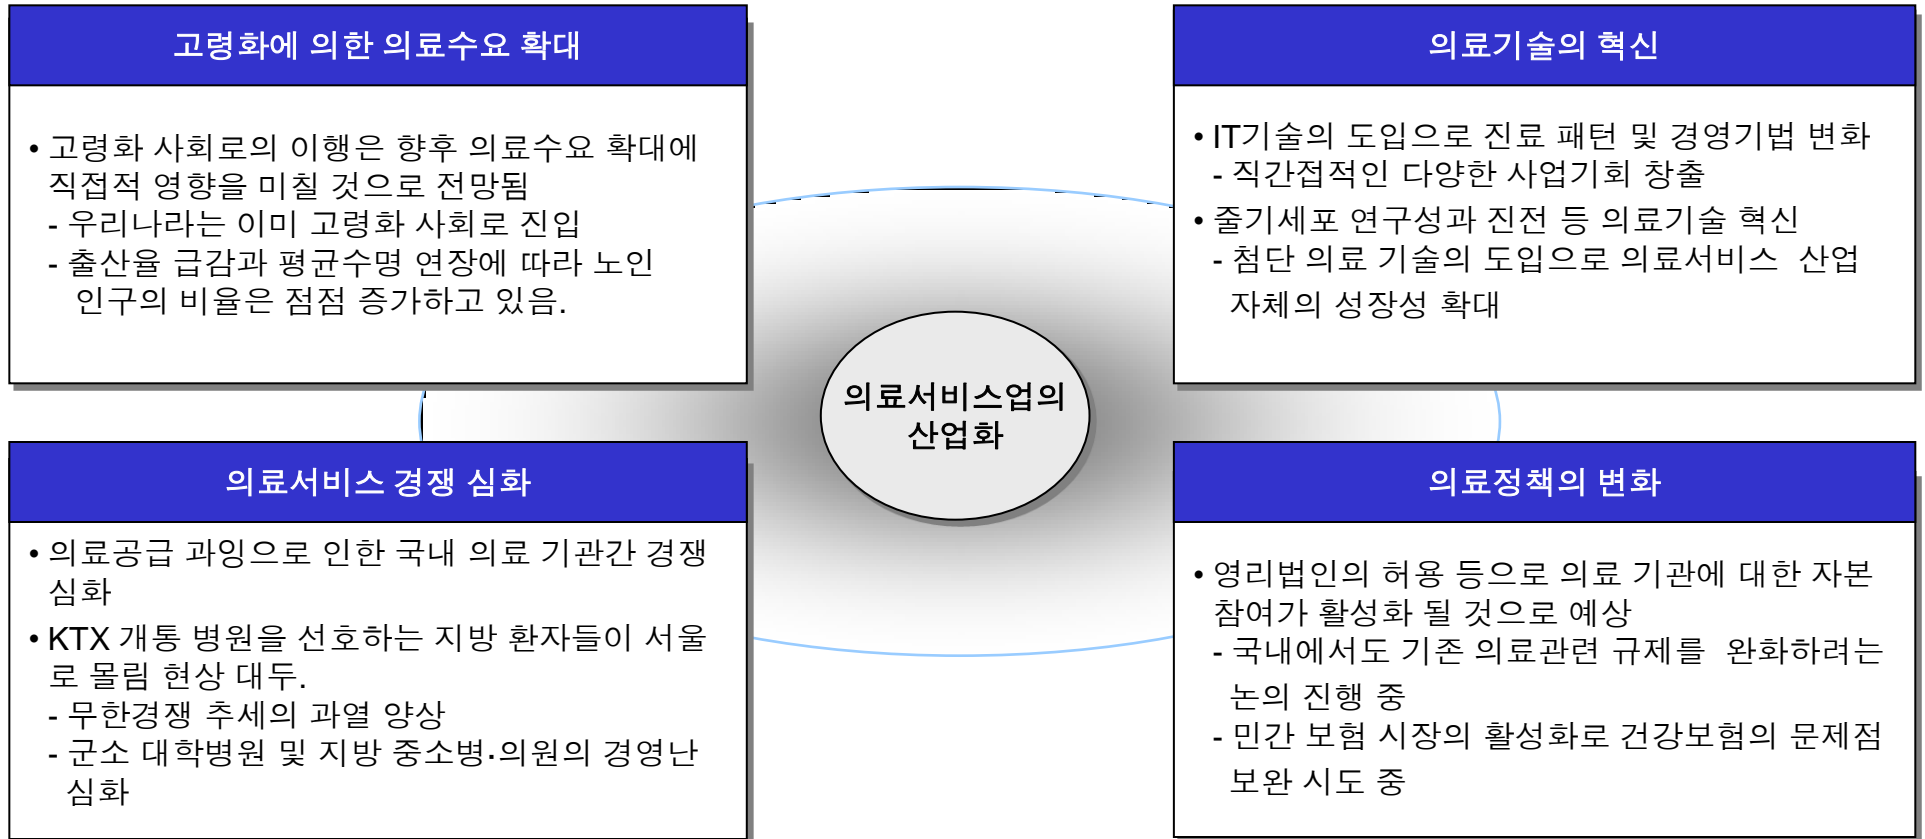 고령화에 의한 의료수요 확대
• 고령화 사회로의 이행은 향후 의료수요 확대에
직접적 영향을 미칠 것으로 전망됨
- 우리나라는 이미 고령화 사회로 진입
- 출산율 급감과 평균수명 연장에 따라 노인
인구의 비율은 점점 증가하고 있음.
의료기술의 혁신
• IT기술의 도입으로 진료 패턴 및 경영기법 변화
- 직간접적인 다양한 사업기회 창출
• 줄기세포 연구성과 진전 등 의료기술 혁신
- 첨단 의료 기술의 도입으로 의료서비스 산업
자체의 성장성 확대
의료서비스업의
산업화
의료서비스 경쟁 심화
• 의료공급 과잉으로 인한 국내 의료 기관간 경쟁
심화
• KTX 개통 병원을 선호하는 지방 환자들이 서울
로 몰림 현상 대두.
- 무한경쟁 추세의 과열 양상
- 군소 대학병원 및 지방 중소병·의원의 경영난
심화
의료정책의 변화
• 영리법인의 허용 등으로 의료 기관에 대한 자본
참여가 활성화 될 것으로 예상
- 국내에서도 기존 의료관련 규제를 완화하려는
논의 진행 중
- 민간 보험 시장의 활성화로 건강보험의 문제점
보완 시도 중